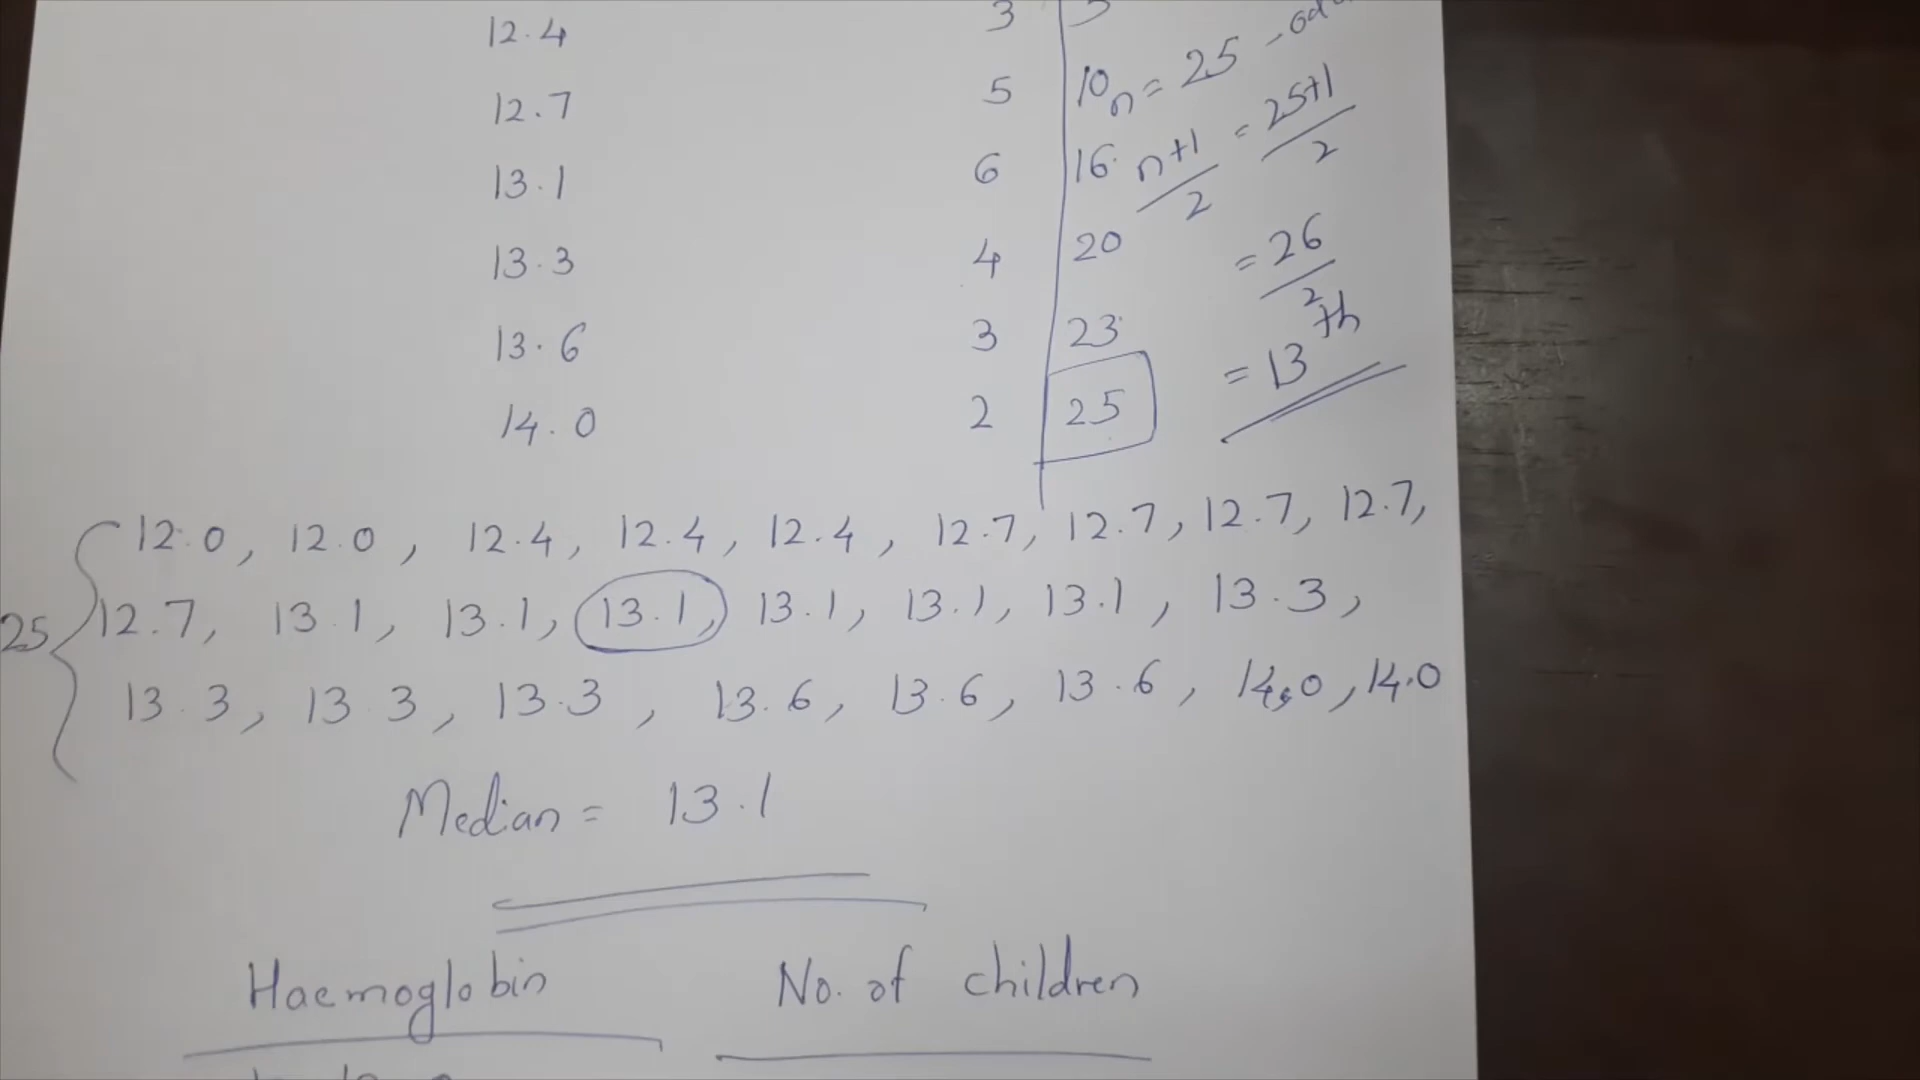 12.4 3 5
12.7 5 10
13.1 6 16
13.3 4 20
13.6 3 23
14.0 2 25
n = 25 -
n+1/2 = 25+1/2
= 26/2
= 13th
25
12.0, 12.0, 12.4, 12.4, 12.4, 12.7, 12.7, 12.7, 12.7,
12.7, 13.1, 13.1, 13.1, 13.1, 13.1, 13.1, 13.3,
13.3, 13.3, 13.3, 13.6, 13.6, 13.6, 14.0, 14.0
Median = 13.1
Haemoglobin No. of children